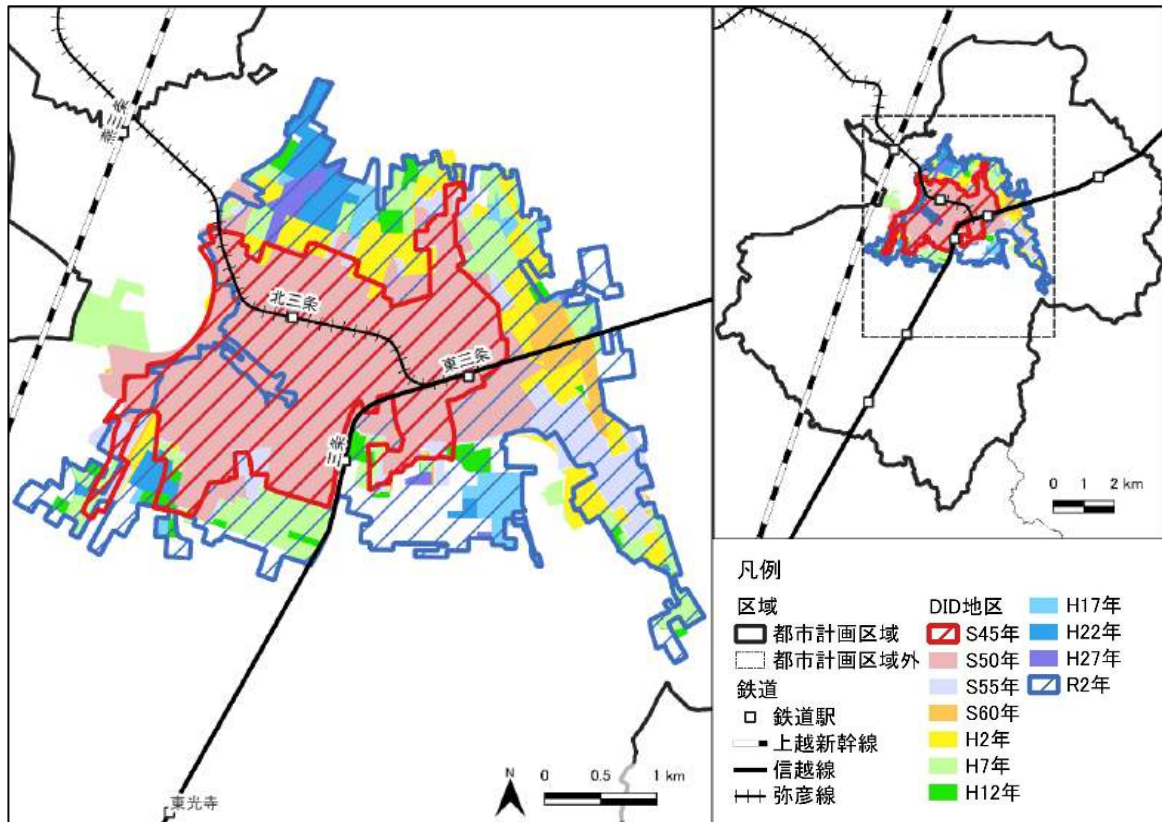 燕三条
北三条
東三条
三条
東光寺
N
0 0.5 1 km
0 1 2 km
凡例
区域
都市計画区域
都市計画区域外
鉄道
鉄道駅
上越新幹線
信越線
弥彦線
DID地区
S45年
S50年
S55年
S60年
H2年
H7年
H12年
H17年
H22年
H27年
R2年